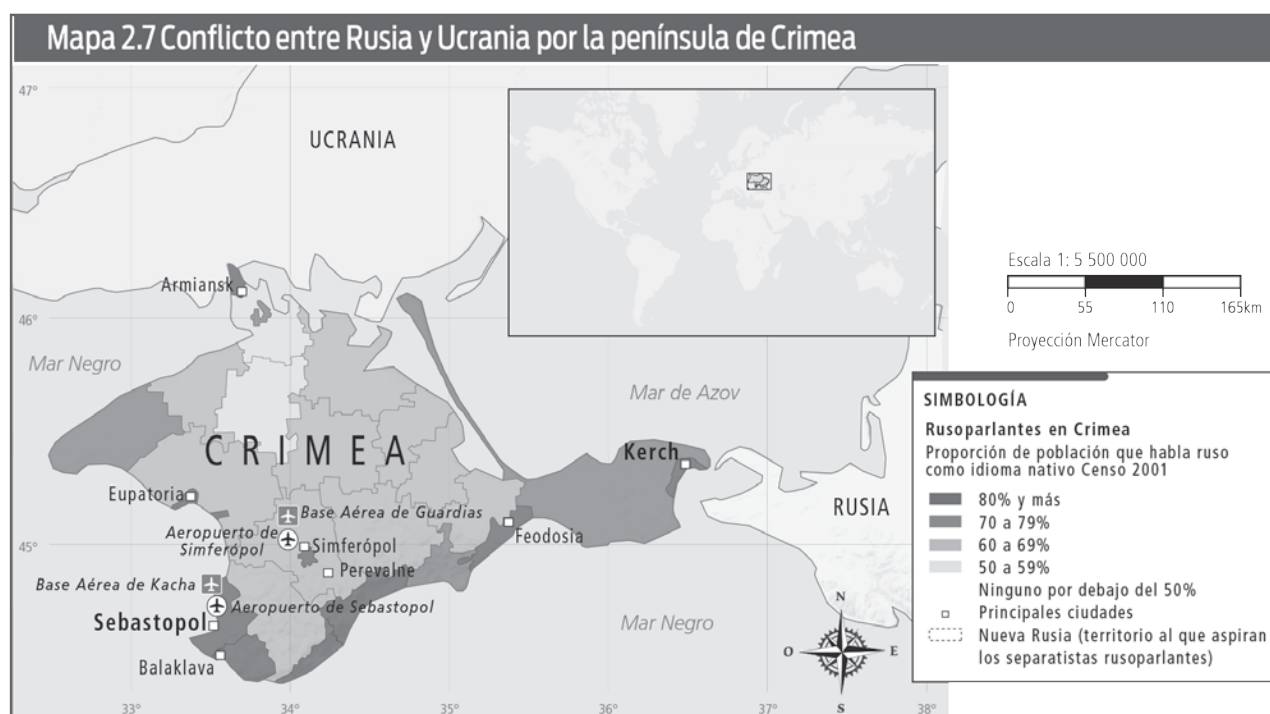 Mapa 2.7 Conflicto entre Rusia y Ucrania por la península de Crimea
47°
UCRANIA
Armiansk
46°
Mar Negro
Mar de Azov
CRIMEA
Kerch
Eupatoria
Base Aérea de Guardias
Aeropuerto de
Simferópol
Simferópol
Feodosia
RUSIA
45°
Perevalne
Base Aérea de Kacha
Aeropuerto de Sebastopol
Sebastopol
Mar Negro
Balaklava
N
O
E
S
33°
34°
35°
36°
37°
38°
Escala 1: 5 500 000
0
55
110
165km
Proyección Mercator
SIMBOLOGÍA
Rusoparlantes en Crimea
Proporción de población que habla ruso
como idioma nativo Censo 2001
80% y más
70 a 79%
60 a 69%
50 a 59%
Ninguno por debajo del 50%
Principales ciudades
Nueva Rusia (territorio al que aspiran
los separatistas rusoparlantes)